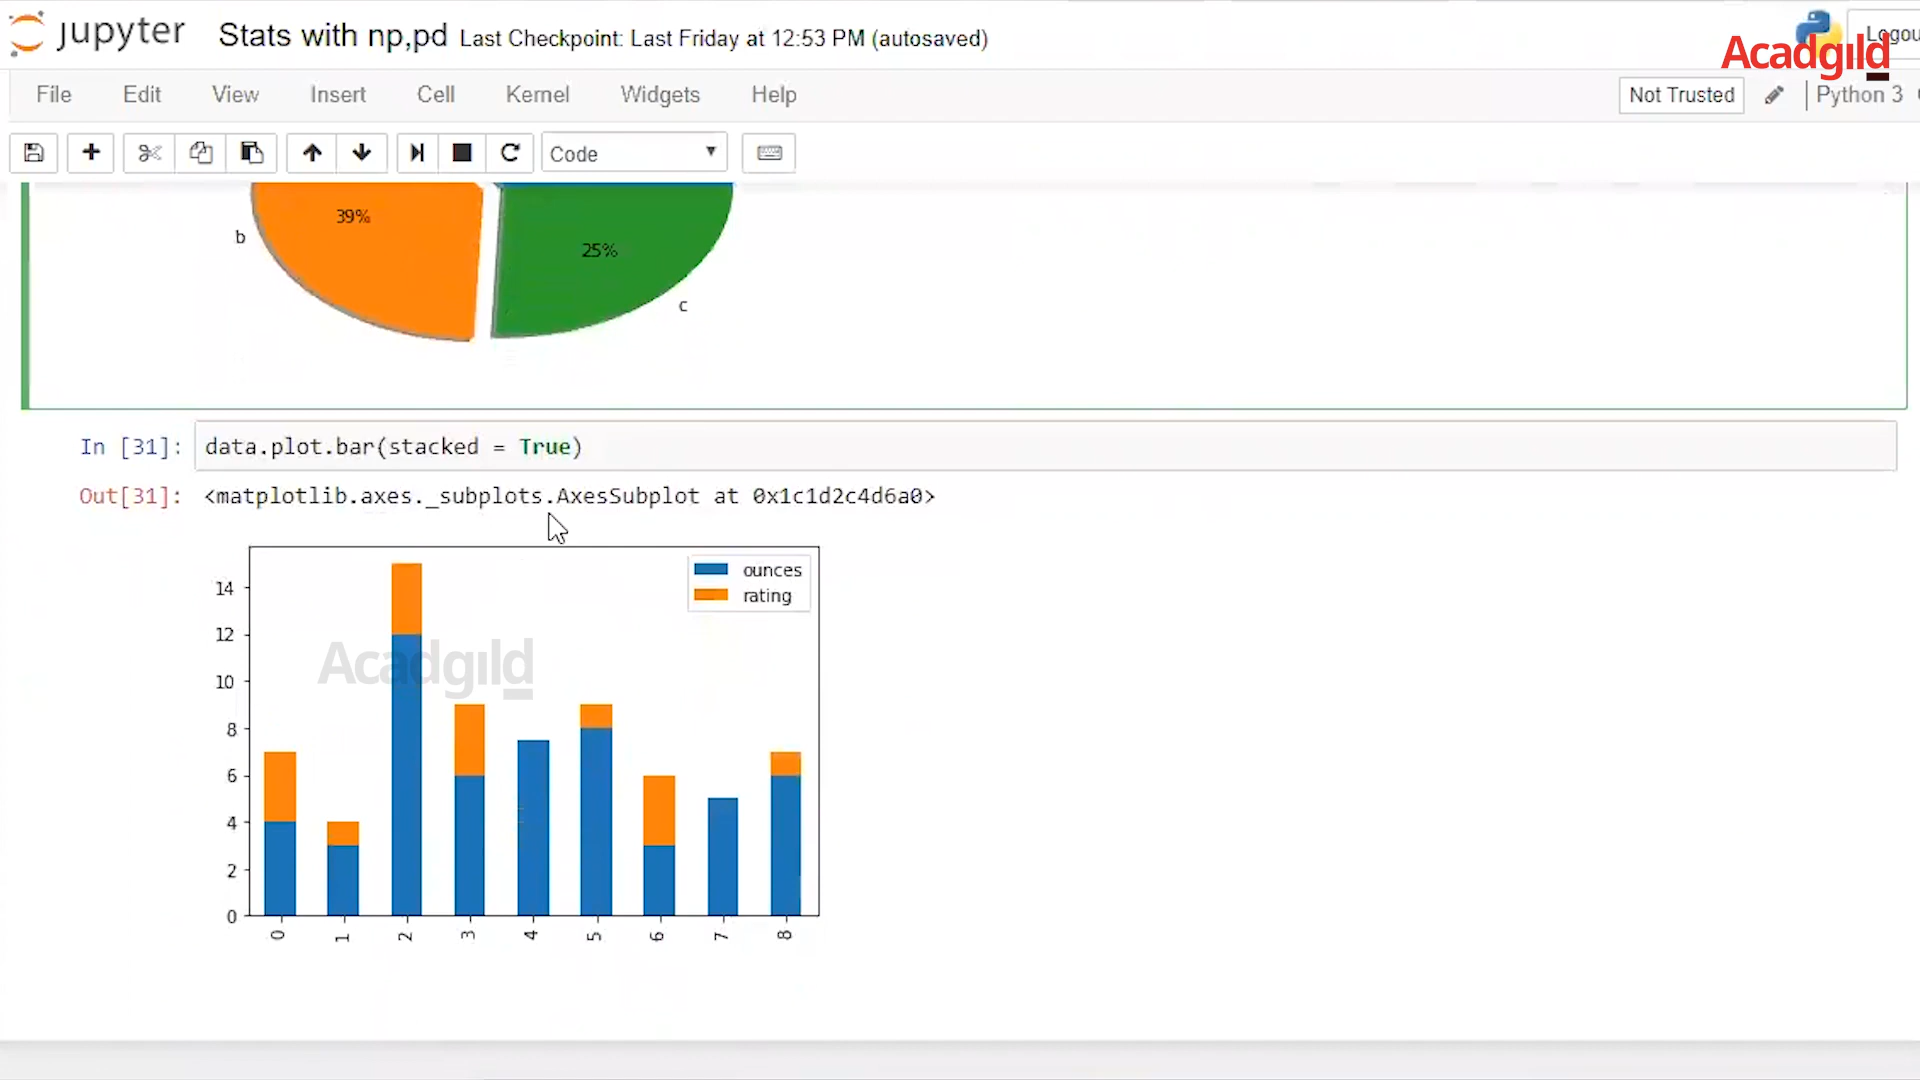 jupyter Stats with np,pd Last Checkpoint: Last Friday at 12:53 PM (autosaved)
Logou
Acadgild
File Edit View Insert Cell Kernel Widgets Help Not Trusted Python 3
Code
39%
b
25%
c
In [31]: data.plot.bar(stacked = True)
Out[31]: <matplotlib.axes._subplots.AxesSubplot at 0x1c1d2c4d6a0>
ounces
rating
14
12
Acadgild
10
8
6
4
2
0
0 1 2 3 4 5 6 7 8